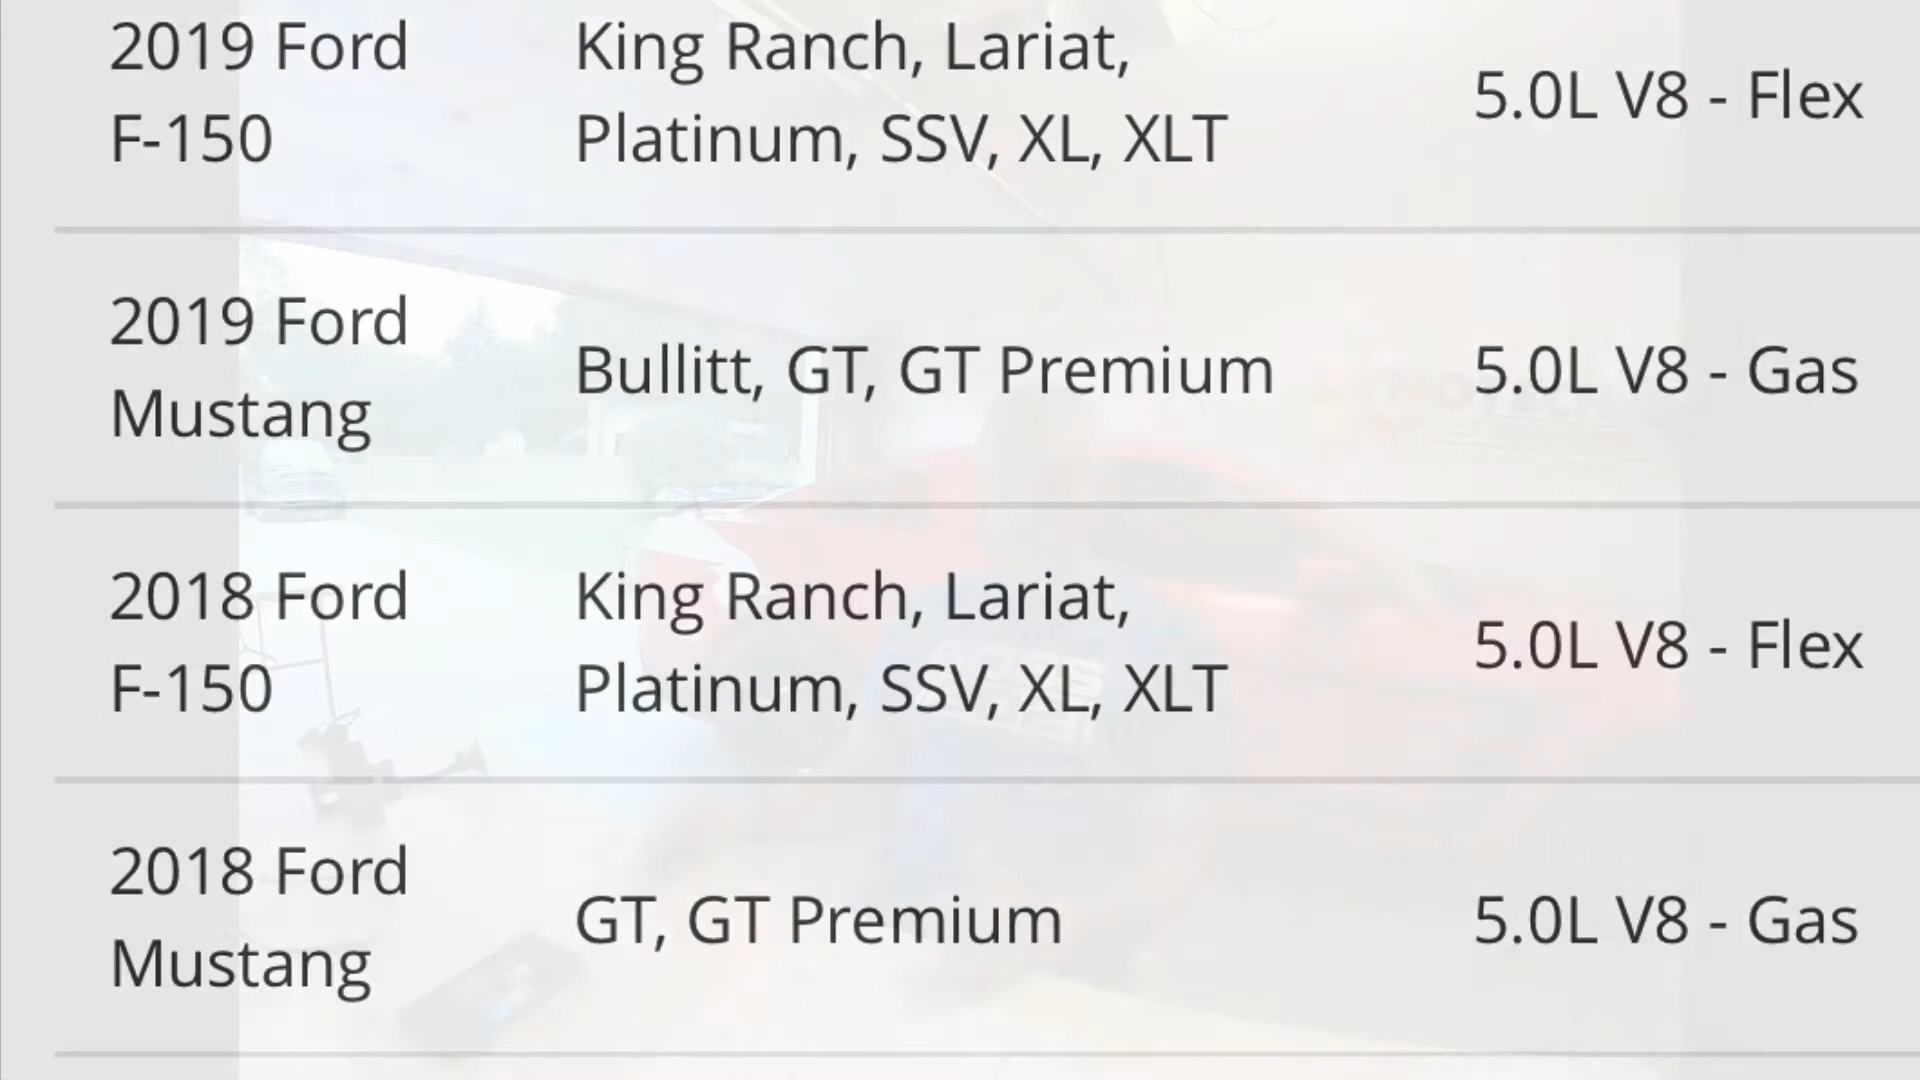 2019 Ford
F-150
King Ranch, Lariat,
Platinum, SSV, XL, XLT
5.0L V8 - Flex
2019 Ford
Mustang
Bullitt, GT, GT Premium
5.0L V8 - Gas
2018 Ford
F-150
King Ranch, Lariat,
Platinum, SSV, XL, XLT
5.0L V8 - Flex
2018 Ford
Mustang
GT, GT Premium
5.0L V8 - Gas